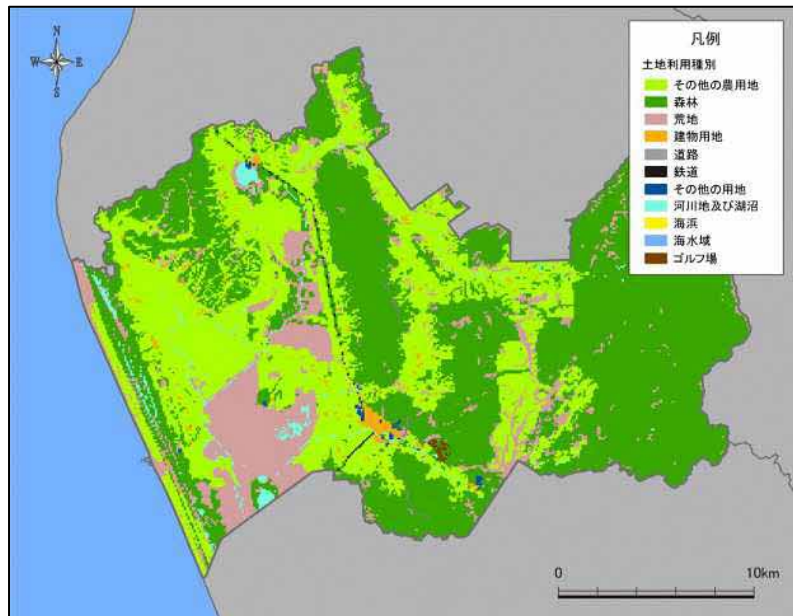 N
W E
S
凡例
土地利用種別
その他の農用地
森林
荒地
建物用地
道路
鉄道
その他の用地
河川地及び湖沼
海浜
海水域
ゴルフ場
0 10km